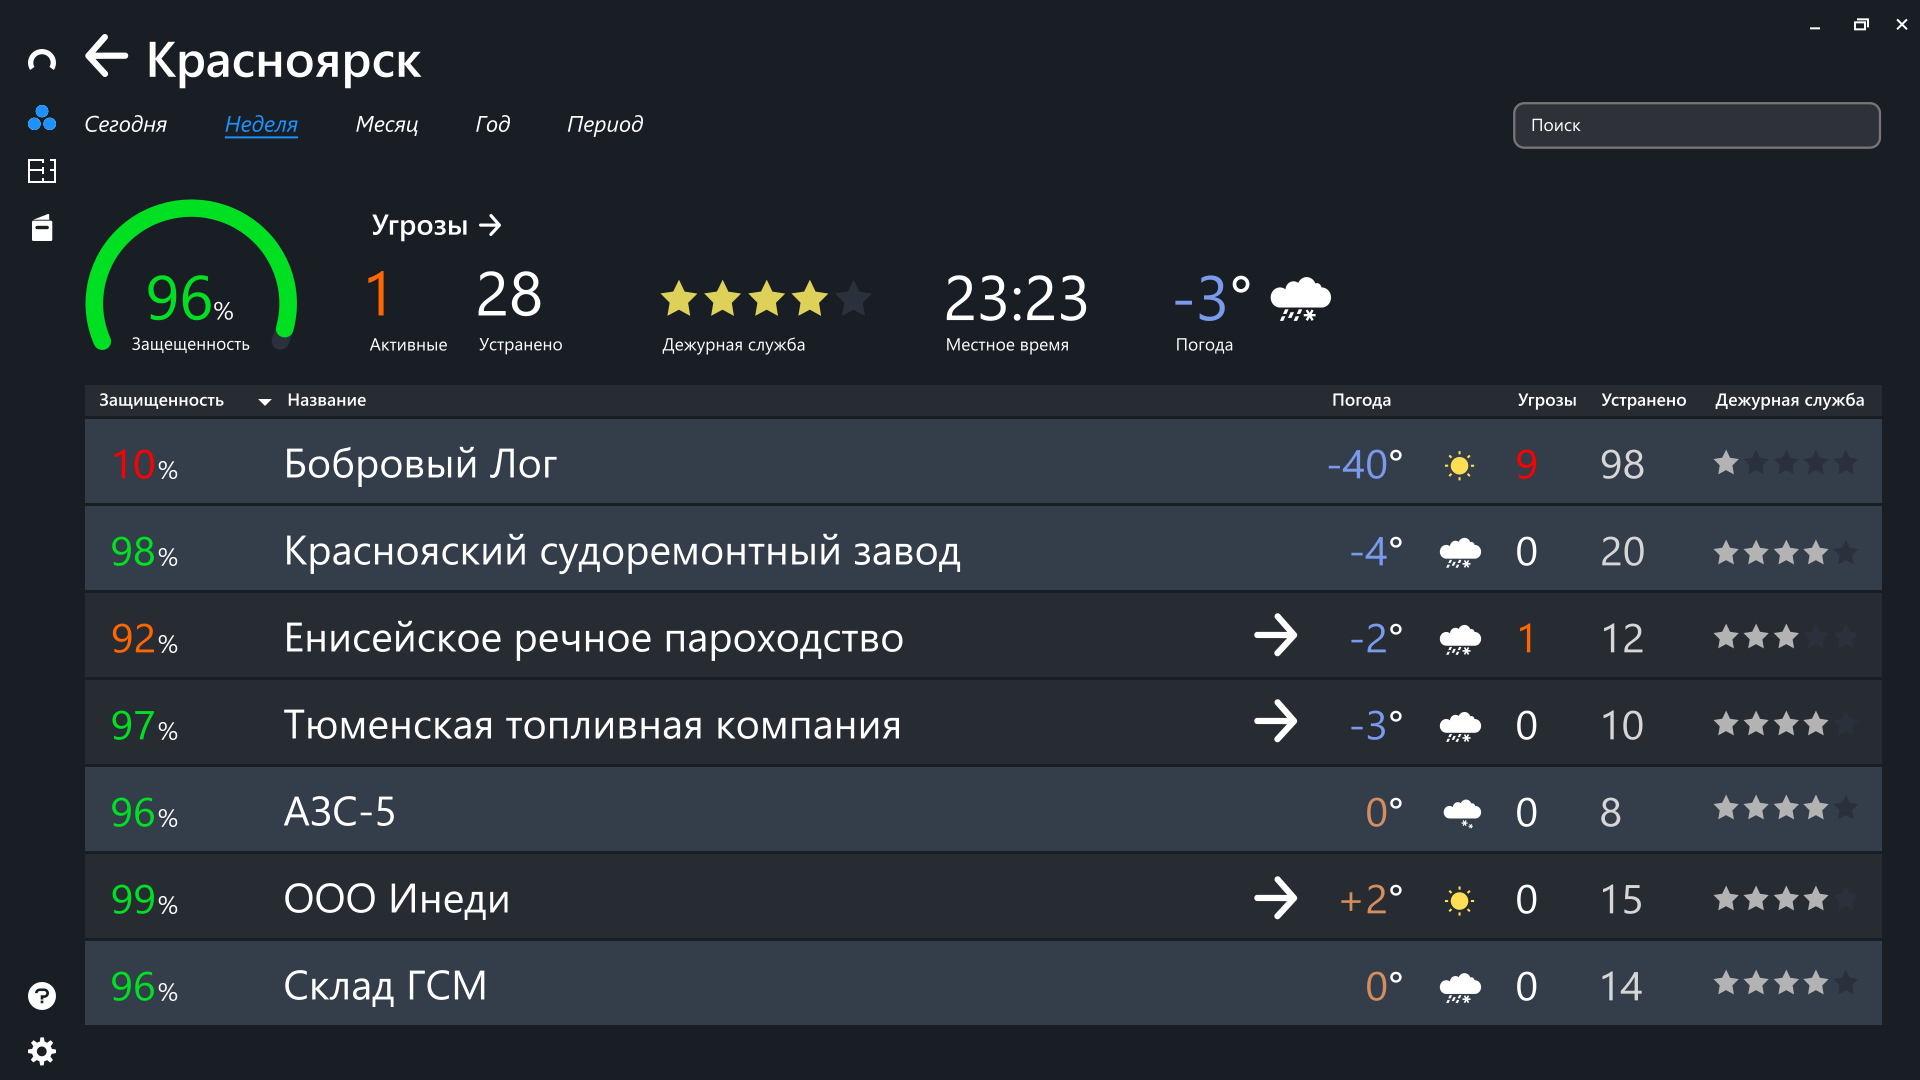 Красноярск
Сегодня Неделя Месяц Год Период
Поиск
Угрозы
96%
Защещенность
1
Активные
28
Устранено
Дежурная служба
23:23
Местное время
-3°
Погода
Защищенность Название Погода Угрозы Устранено Дежурная служба
10% Бобровый Лог -40° 9 98
98% Краснояский судоремонтный завод -4° 0 20
92% Енисейское речное пароходство -2° 1 12
97% Тюменская топливная компания -3° 0 10
96% АЗС-5 0° 0 8
99% ООО Инеди +2° 0 15
96% Склад ГСМ 0° 0 14
?